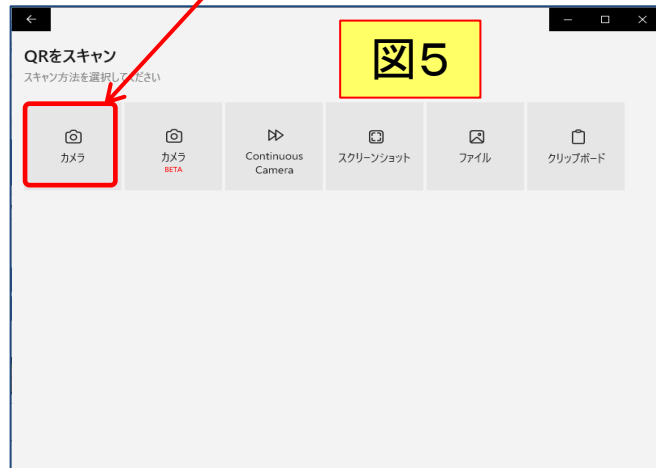 図5
QRをスキャン
スキャン方法を選択してください
カメラ
カメラ
BETA
Continuous
Camera
スクリーンショット
ファイル
クリップボード